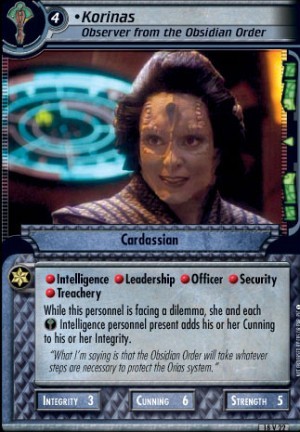 4
•Korinas
Observer from the Obsidian Order
Cardassian
Intelligence Leadership Officer Security
Treachery
While this personnel is facing a dilemma, she and each
Intelligence personnel present adds his or her Cunning
to his or her Integrity.
"What I'm saying is that the Obsidian Order will take whatever
steps are necessary to protect the Orias system."
INTEGRITY 3 CUNNING 6 STRENGTH 5